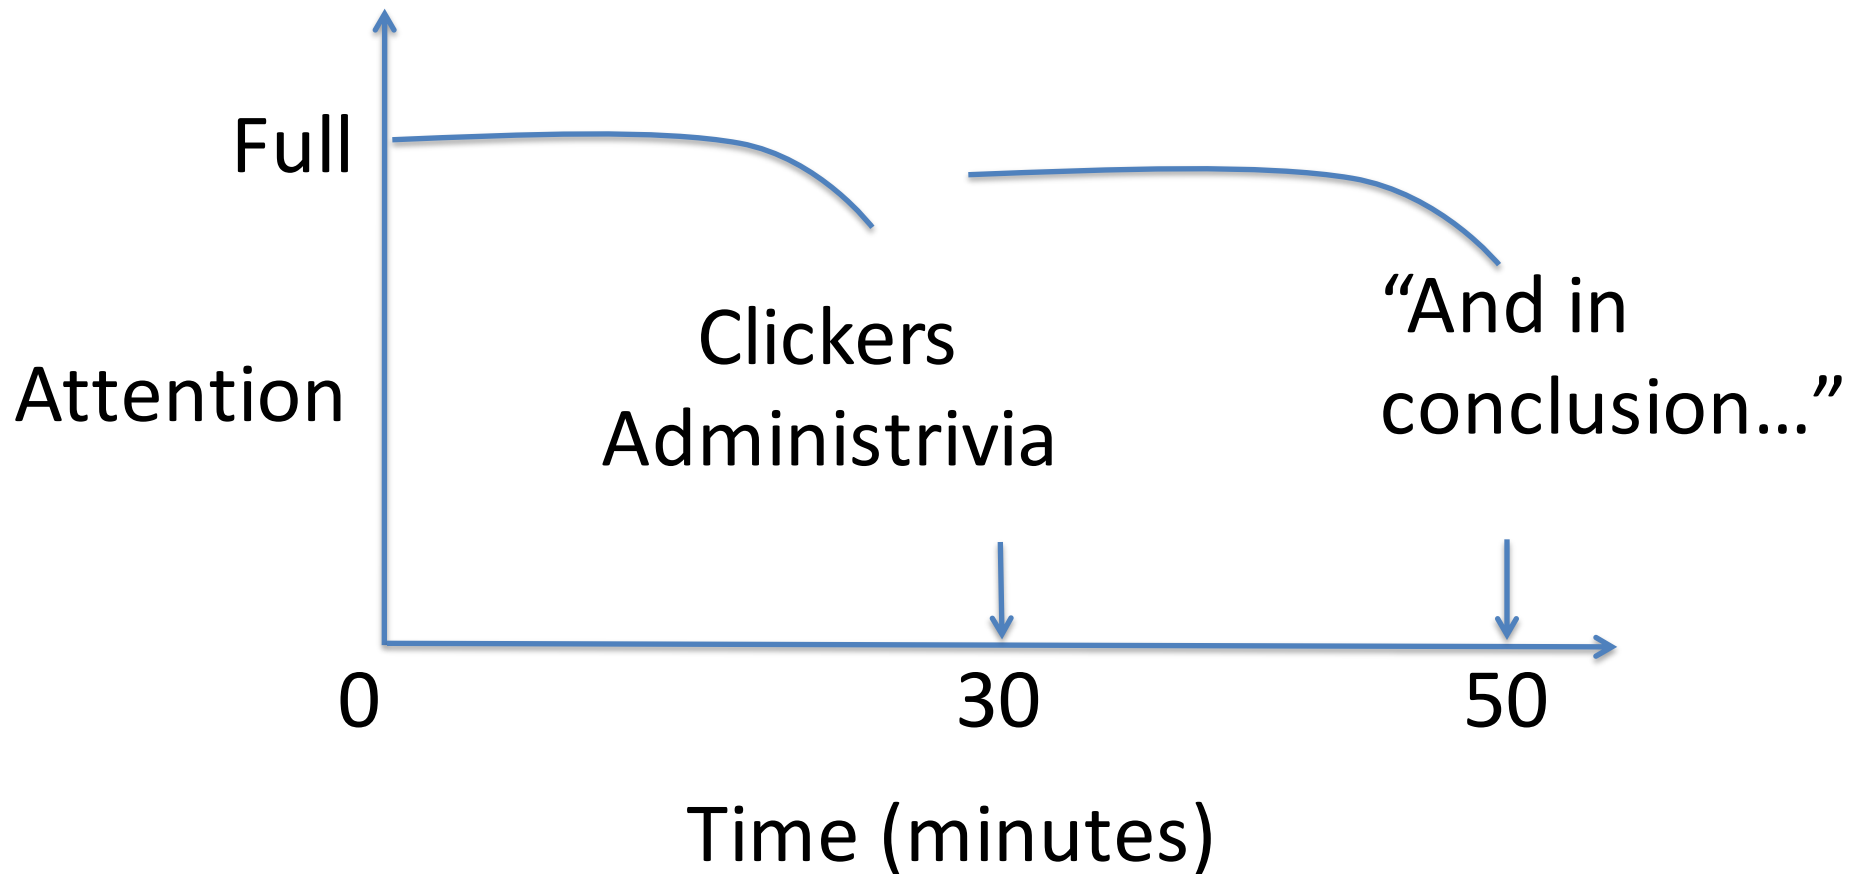 Full
Clickers
Administrivia
“And in
conclusion…”
Attention
0
30
50
Time (minutes)